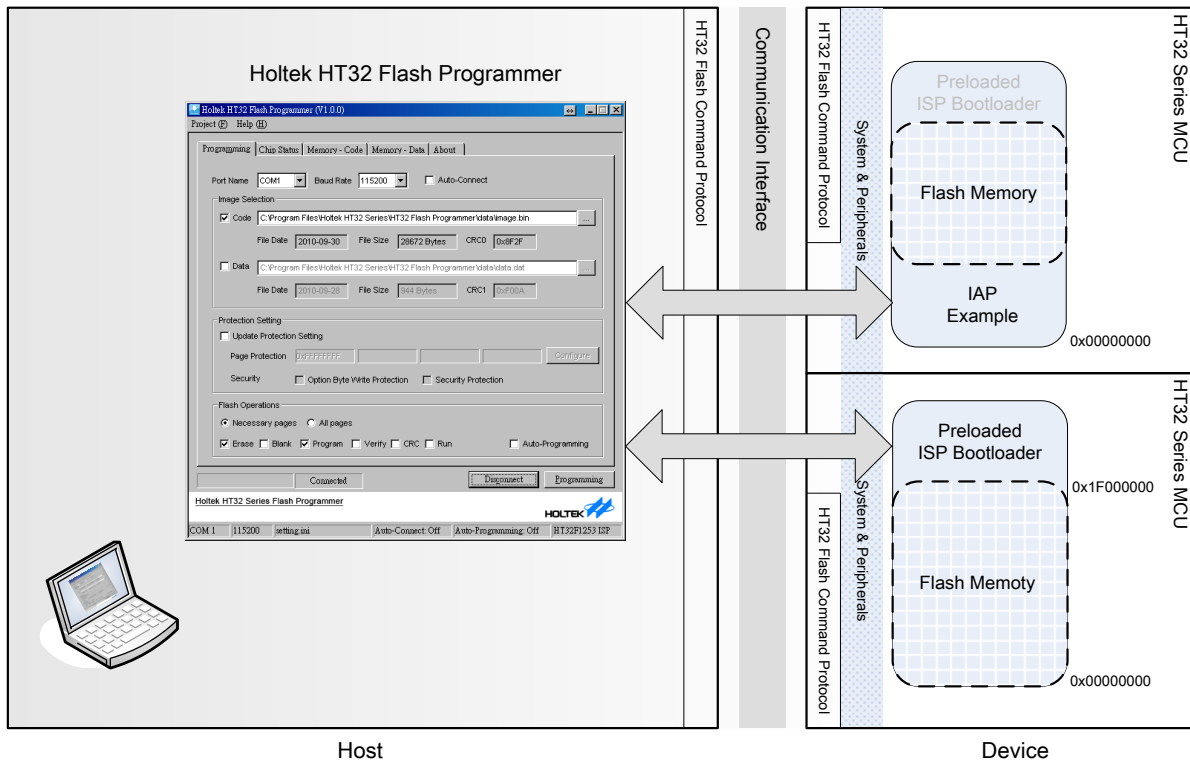 Holtek HT32 Flash Programmer
Holtek HT32 Flash Programmer (V1.0.0)
Project (F) Help (H)
Programming Chip Status Memory - Code Memory - Data About
Port Name COM1 Baud Rate 115200 Auto-Connect
Image Selection
Code C:\Program Files\Holtek HT32 Series\HT32 Flash Programmer\data\image.bin ...
File Date 2010-09-30 File Size 28672 Bytes CRC0 0x8F2F
Data C:\Program Files\Holtek HT32 Series\HT32 Flash Programmer\data\data.dat ...
File Date 2010-09-28 File Size 944 Bytes CRC1 0xF00A
Protection Setting
Update Protection Setting
Page Protection 0xFFFFFFFF Configure
Security Option Byte Write Protection Security Protection
Flash Operations
Necessary pages All pages
Erase Blank Program Verify CRC Run Auto-Programming
Connected Disconnect Programming
Holtek HT32 Series Flash Programmer
HOLTEK
COM 1 115200 setting.ini Auto-Connect: Off Auto-Programming: Off HT32F1253 ISP
HT32 Flash Command Protocol
Communication Interface
HT32 Flash Command Protocol
System & Peripherals
HT32 Series MCU
Preloaded
ISP Bootloader
Flash Memory
IAP
Example
0x00000000
HT32 Flash Command Protocol
System & Peripherals
HT32 Series MCU
Preloaded
ISP Bootloader
0x1F000000
Flash Memoty
0x00000000
Host
Device